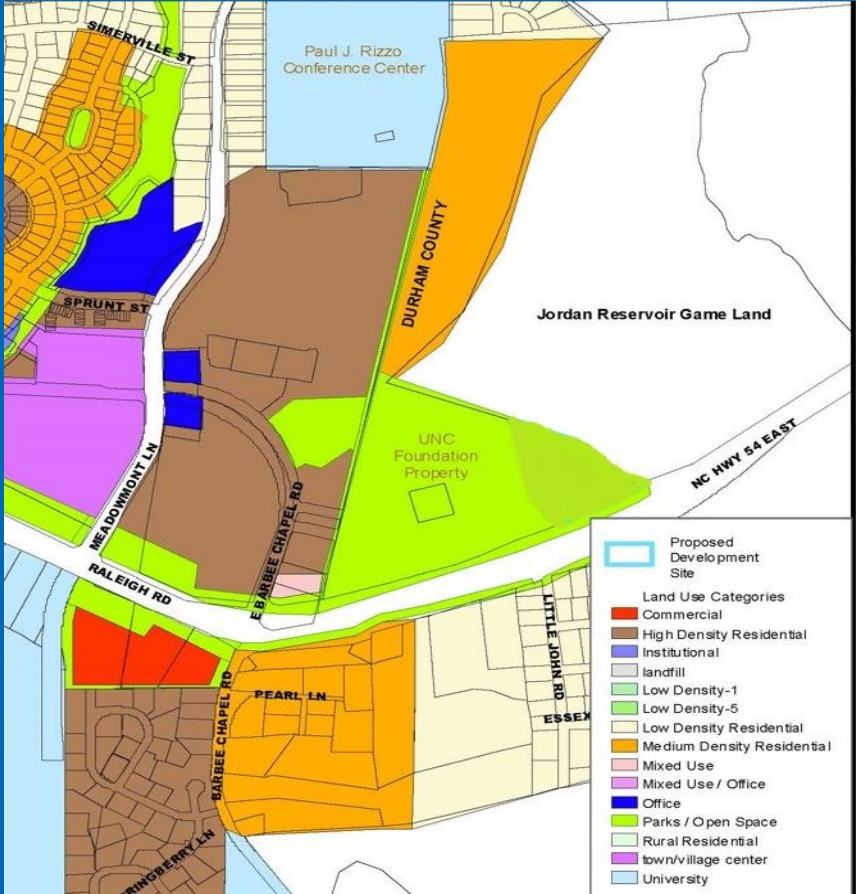 SIMERVILLE ST
Paul J. Rizzo
Conference Center
DURHAM COUNTY
SPRUNT ST
Jordan Reservoir Game Land
UNC
Foundation
Property
NC HWY 54 EAST
MEADOWMONT LN
E BARBEE CHAPEL RD
RALEIGH RD
LITTLE JOHN RD
PEARL LN
ESSEX
BARBEE CHAPEL RD
RINGBERRY LN
Proposed
Development
Site
Land Use Categories
Commercial
High Density Residential
Institutional
landfill
Low Density-1
Low Density-5
Low Density Residential
Medium Density Residential
Mixed Use
Mixed Use / Office
Office
Parks / Open Space
Rural Residential
town/village center
University